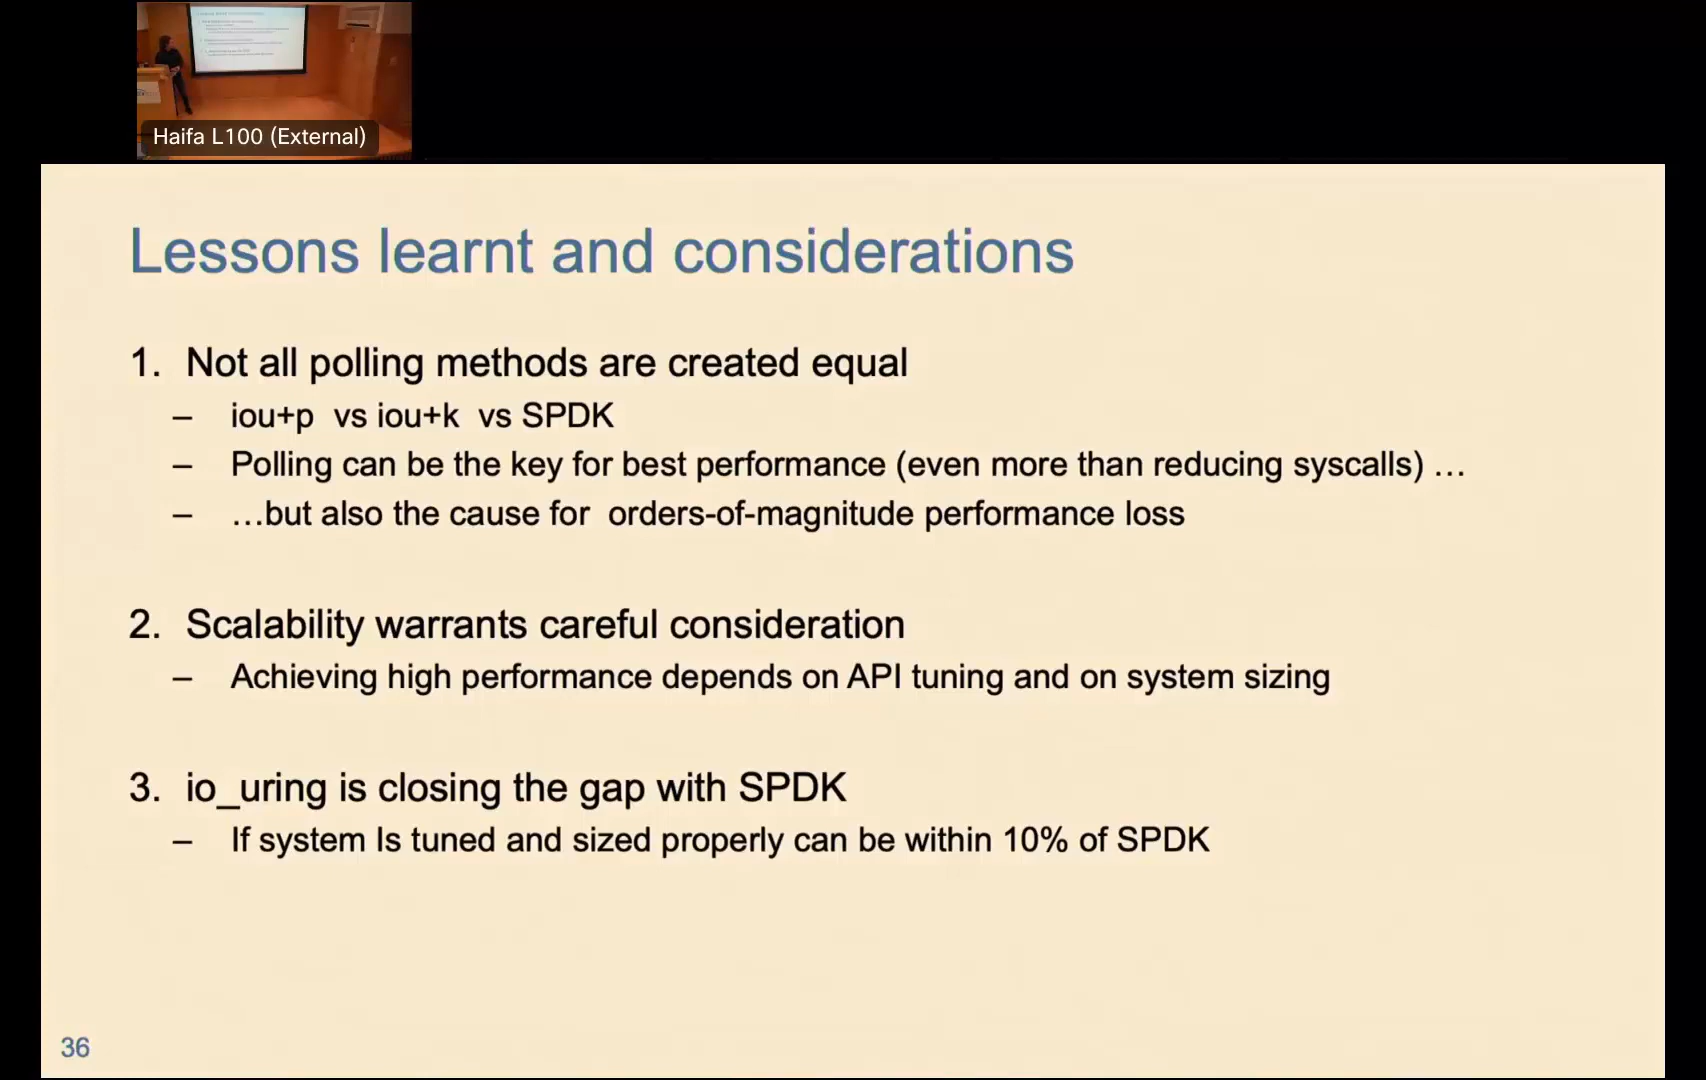 Haifa L100 (External)
Lessons learnt and considerations
1. Not all polling methods are created equal
– iou+p vs iou+k vs SPDK
– Polling can be the key for best performance (even more than reducing syscalls) …
– …but also the cause for orders-of-magnitude performance loss
2. Scalability warrants careful consideration
– Achieving high performance depends on API tuning and on system sizing
3. io_uring is closing the gap with SPDK
– If system Is tuned and sized properly can be within 10% of SPDK
36